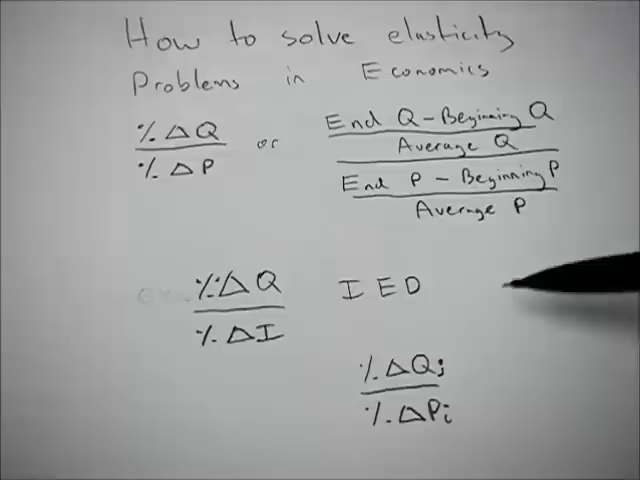 How to solve elasticity
Problems in Economics
%ΔQ / %ΔP or (End Q - Beginning Q / Average Q) / (End P - Beginning P / Average P)
%ΔQ / %ΔI IED
%ΔQj / %ΔPi